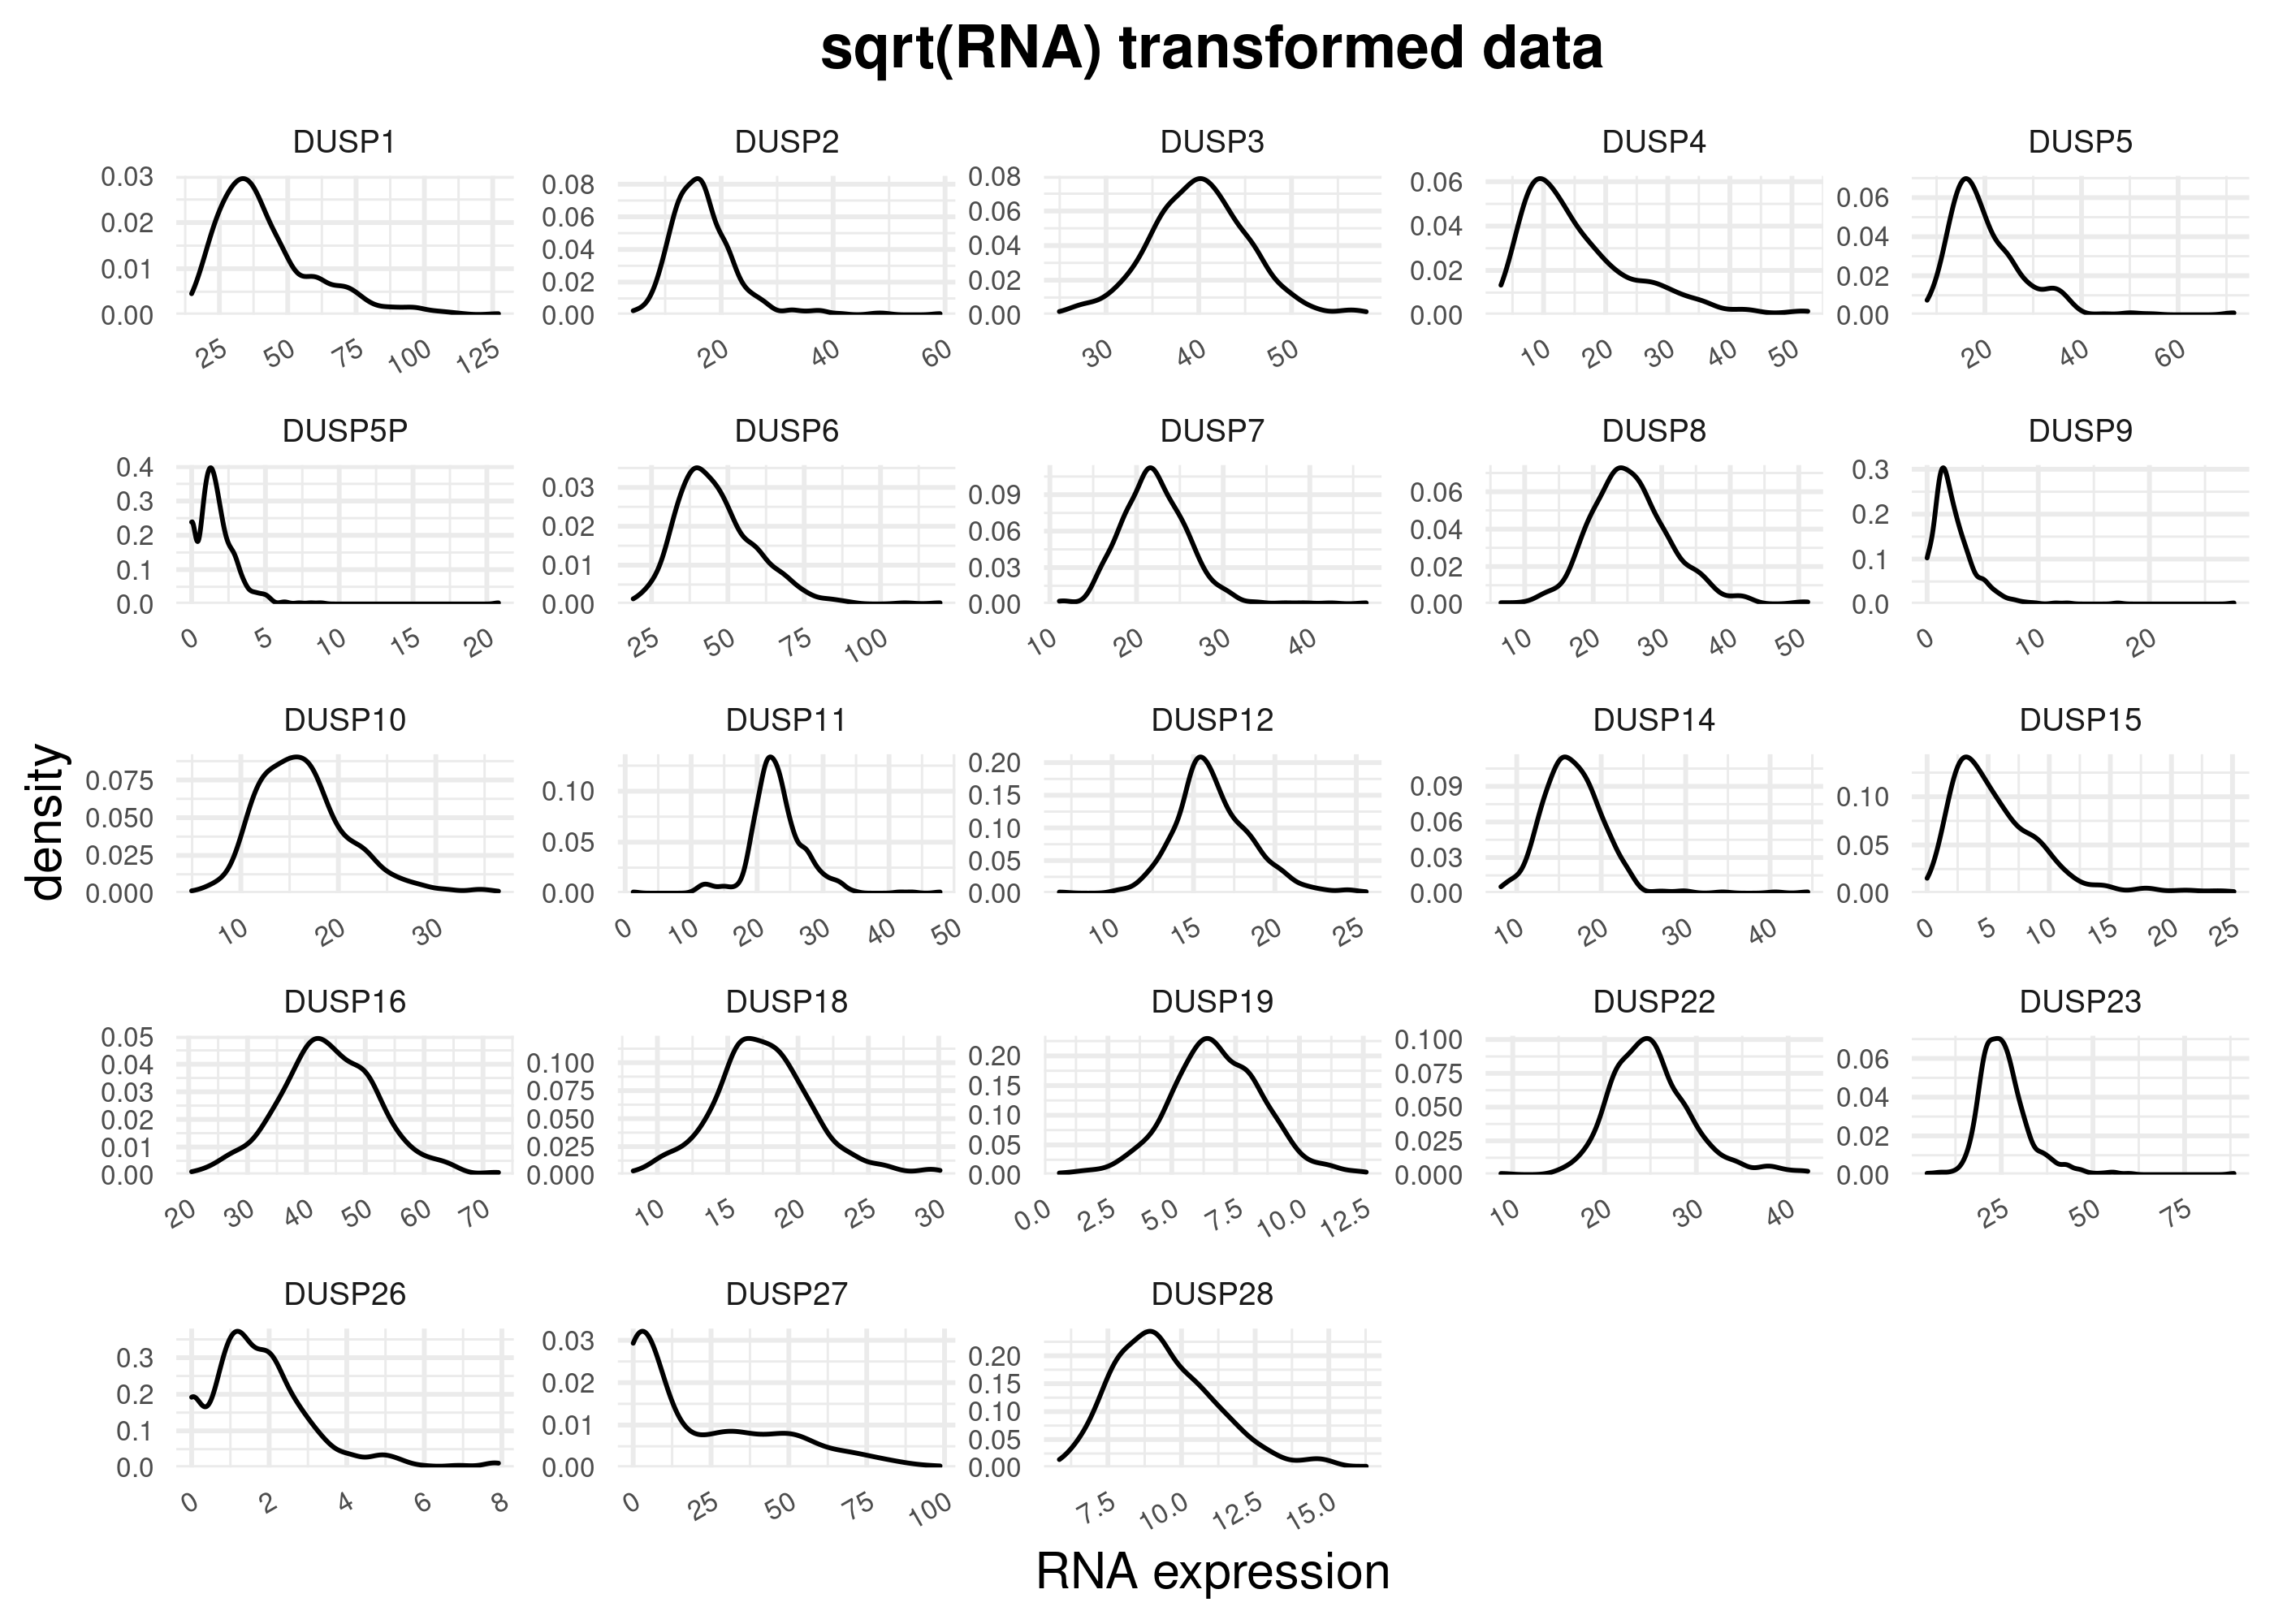 sqrt(RNA) transformed data
DUSP1 DUSP2 DUSP3 DUSP4 DUSP5
0.03 0.02 0.01 0.00
0.08 0.06 0.04 0.02 0.00
0.08 0.06 0.04 0.02 0.00
0.06 0.04 0.02 0.00
0.06 0.04 0.02 0.00
25 50 75 100 125
20 40 60
30 40 50
10 20 30 40 50
20 40 60
DUSP5P DUSP6 DUSP7 DUSP8 DUSP9
0.4 0.3 0.2 0.1 0.0
0.03 0.02 0.01 0.00
0.09 0.06 0.03 0.00
0.06 0.04 0.02 0.00
0.3 0.2 0.1 0.0
0 5 10 15 20
25 50 75 100
10 20 30 40
10 20 30 40 50
0 10 20
density
DUSP10 DUSP11 DUSP12 DUSP14 DUSP15
0.075 0.050 0.025 0.000
0.10 0.05 0.00
0.20 0.15 0.10 0.05 0.00
0.09 0.06 0.03 0.00
0.10 0.05 0.00
10 20 30
0 10 20 30 40 50
10 15 20 25
10 20 30 40
0 5 10 15 20 25
DUSP16 DUSP18 DUSP19 DUSP22 DUSP23
0.05 0.04 0.03 0.02 0.01 0.00
0.100 0.075 0.050 0.025 0.000
0.20 0.15 0.10 0.05 0.00
0.100 0.075 0.050 0.025 0.000
0.06 0.04 0.02 0.00
20 30 40 50 60 70
10 15 20 25 30
0.0 2.5 5.0 7.5 10.0 12.5
10 20 30 40
25 50 75
DUSP26 DUSP27 DUSP28
0.3 0.2 0.1 0.0
0.03 0.02 0.01 0.00
0.20 0.15 0.10 0.05 0.00
0 2 4 6 8
0 25 50 75 100
7.5 10.0 12.5 15.0
RNA expression